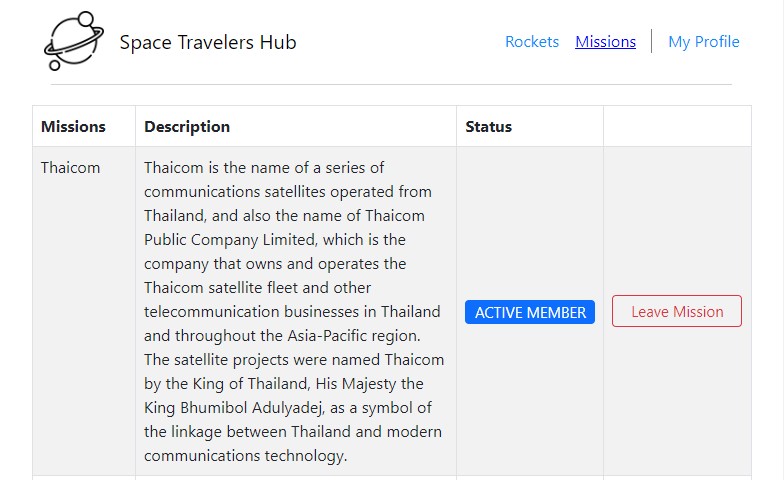 Space Travelers Hub
Rockets Missions My Profile
Missions Description Status
Thaicom
Thaicom is the name of a series of
communications satellites operated from
Thailand, and also the name of Thaicom
Public Company Limited, which is the
company that owns and operates the
Thaicom satellite fleet and other
telecommunication businesses in Thailand
and throughout the Asia-Pacific region.
The satellite projects were named Thaicom
by the King of Thailand, His Majesty the
King Bhumibol Adulyadej, as a symbol of
the linkage between Thailand and modern
communications technology.
ACTIVE MEMBER
Leave Mission